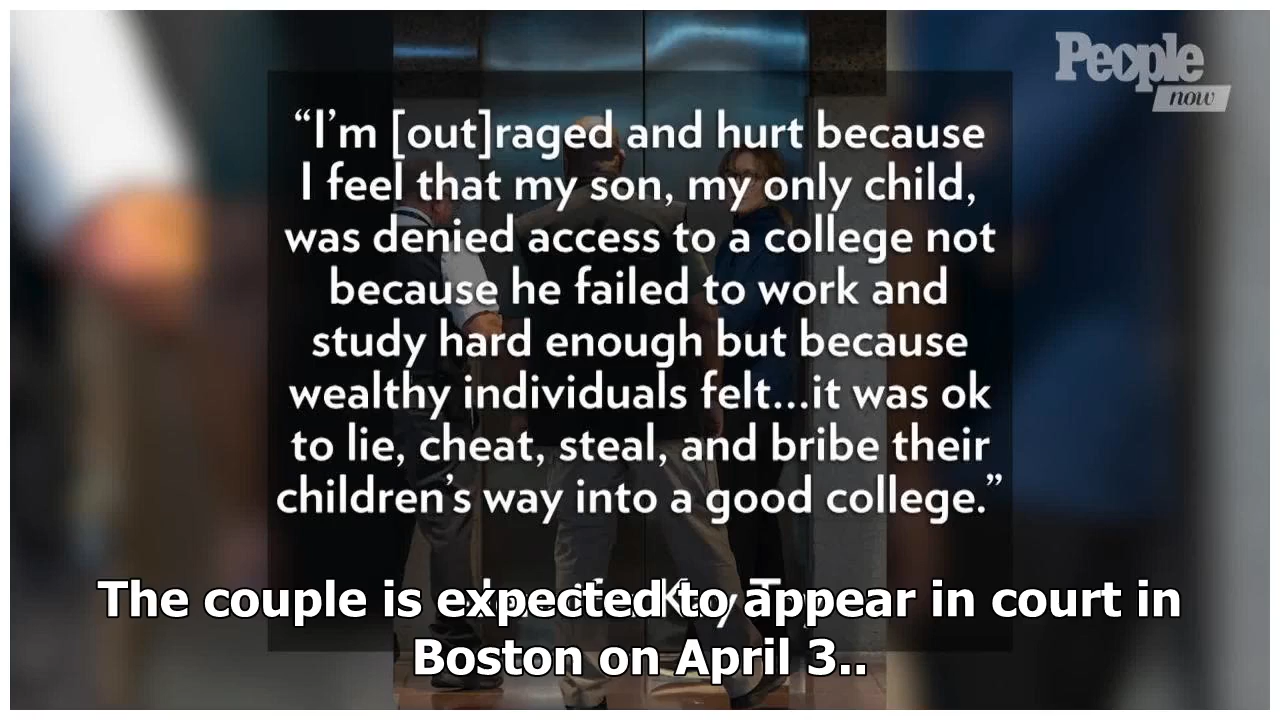 People
now
“I’m [out]raged and hurt because
I feel that my son, my only child,
was denied access to a college not
because he failed to work and
study hard enough but because
wealthy individuals felt...it was ok
to lie, cheat, steal, and bribe their
children’s way into a good college.”
The couple is expected to appear in court in
Boston on April 3..